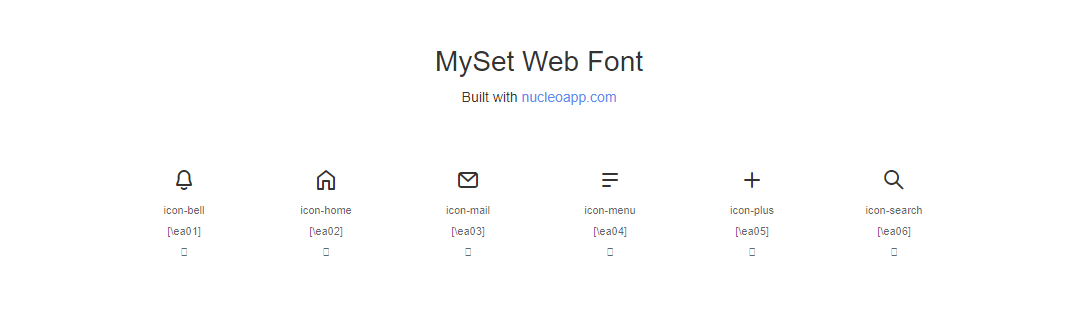 MySet Web Font
Built with nucleoapp.com
icon-bell icon-home icon-mail icon-menu icon-plus icon-search
[\ea01] [\ea02] [\ea03] [\ea04] [\ea05] [\ea06]